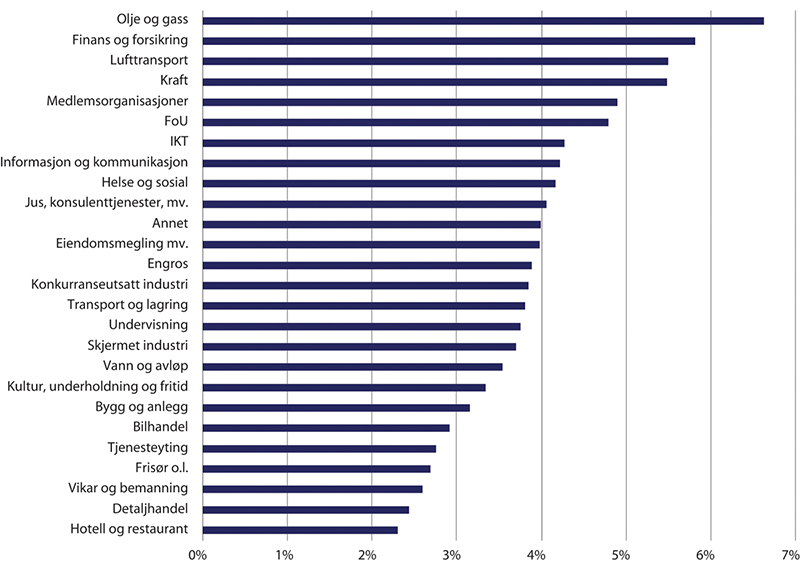 Olje og gass
Finans og forsikring
Lufttransport
Kraft
Medlemsorganisasjoner
FoU
IKT
Informasjon og kommunikasjon
Helse og sosial
Jus, konsulenttjenester, mv.
Annet
Eiendomsmegling mv.
Engros
Konkurranseutsatt industri
Transport og lagring
Undervisning
Skjermet industri
Vann og avløp
Kultur, underholdning og fritid
Bygg og anlegg
Bilhandel
Tjenesteyting
Frisør o.l.
Vikar og bemanning
Detaljhandel
Hotell og restaurant
0% 1% 2% 3% 4% 5% 6% 7%